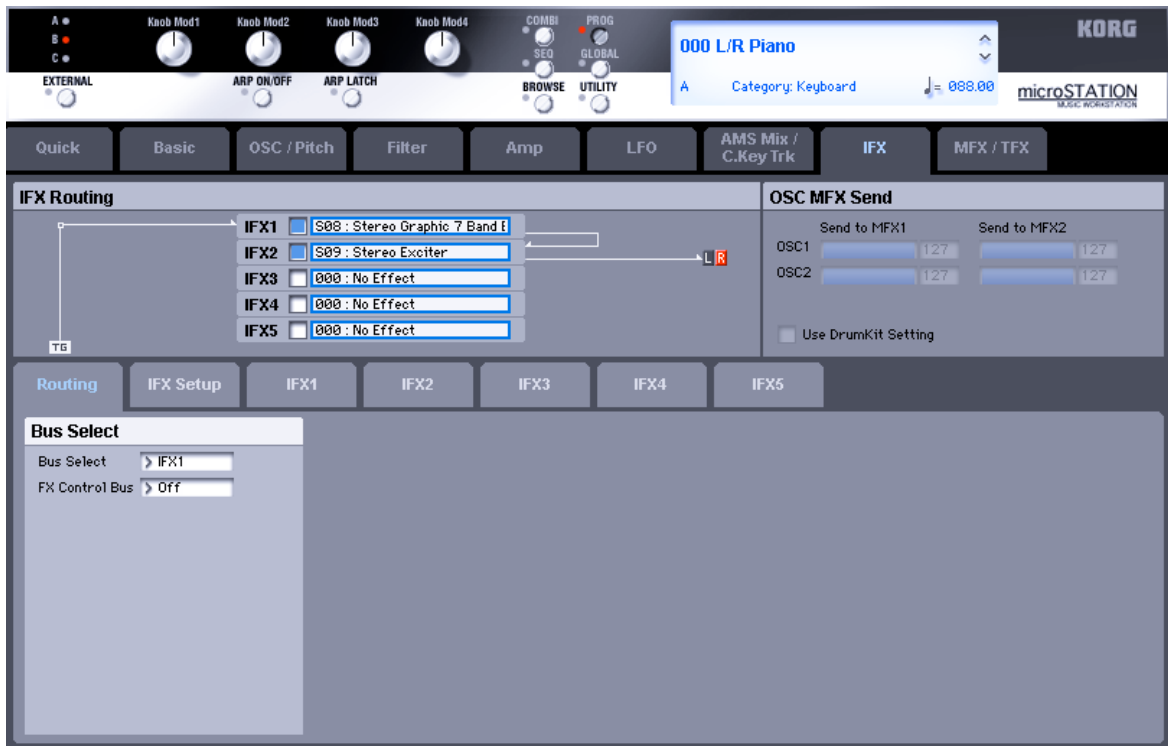 A Knob Mod1 Knob Mod2 Knob Mod3 Knob Mod4 COMBI PROG
B
C SEQ GLOBAL
EXTERNAL ARP ON/OFF ARP LATCH BROWSE UTILITY
000 L/R Piano
A Category: Keyboard ♩= 088.00
KORG
microSTATION
MUSIC WORKSTATION
Quick Basic OSC / Pitch Filter Amp LFO AMS Mix / C.Key Trk IFX MFX / TFX
IFX Routing
IFX1 S08 : Stereo Graphic 7 Band E
IFX2 S09 : Stereo Exciter
L R
IFX3 000 : No Effect
IFX4 000 : No Effect
IFX5 000 : No Effect
TG
OSC MFX Send
Send to MFX1 Send to MFX2
OSC1 127 127
OSC2 127 127
Use DrumKit Setting
Routing IFX Setup IFX1 IFX2 IFX3 IFX4 IFX5
Bus Select
Bus Select IFX1
FX Control Bus Off